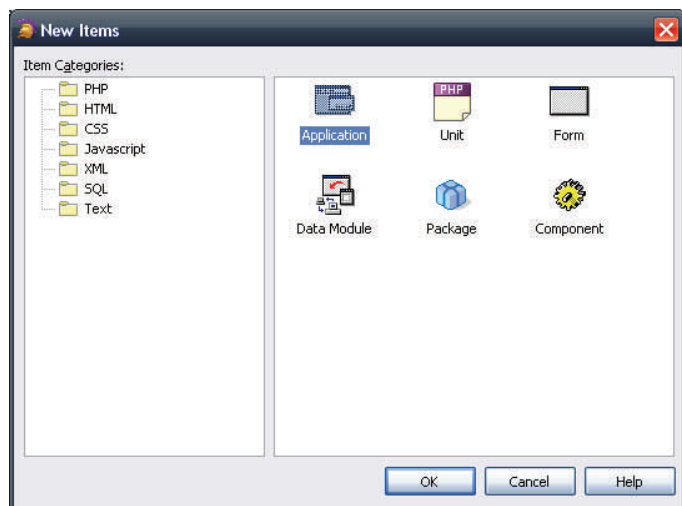 New Items
Item Categories:
PHP
HTML
CSS
Javascript
XML
SQL
Text
PHP
Application
Unit
Form
Data Module
Package
Component
OK
Cancel
Help